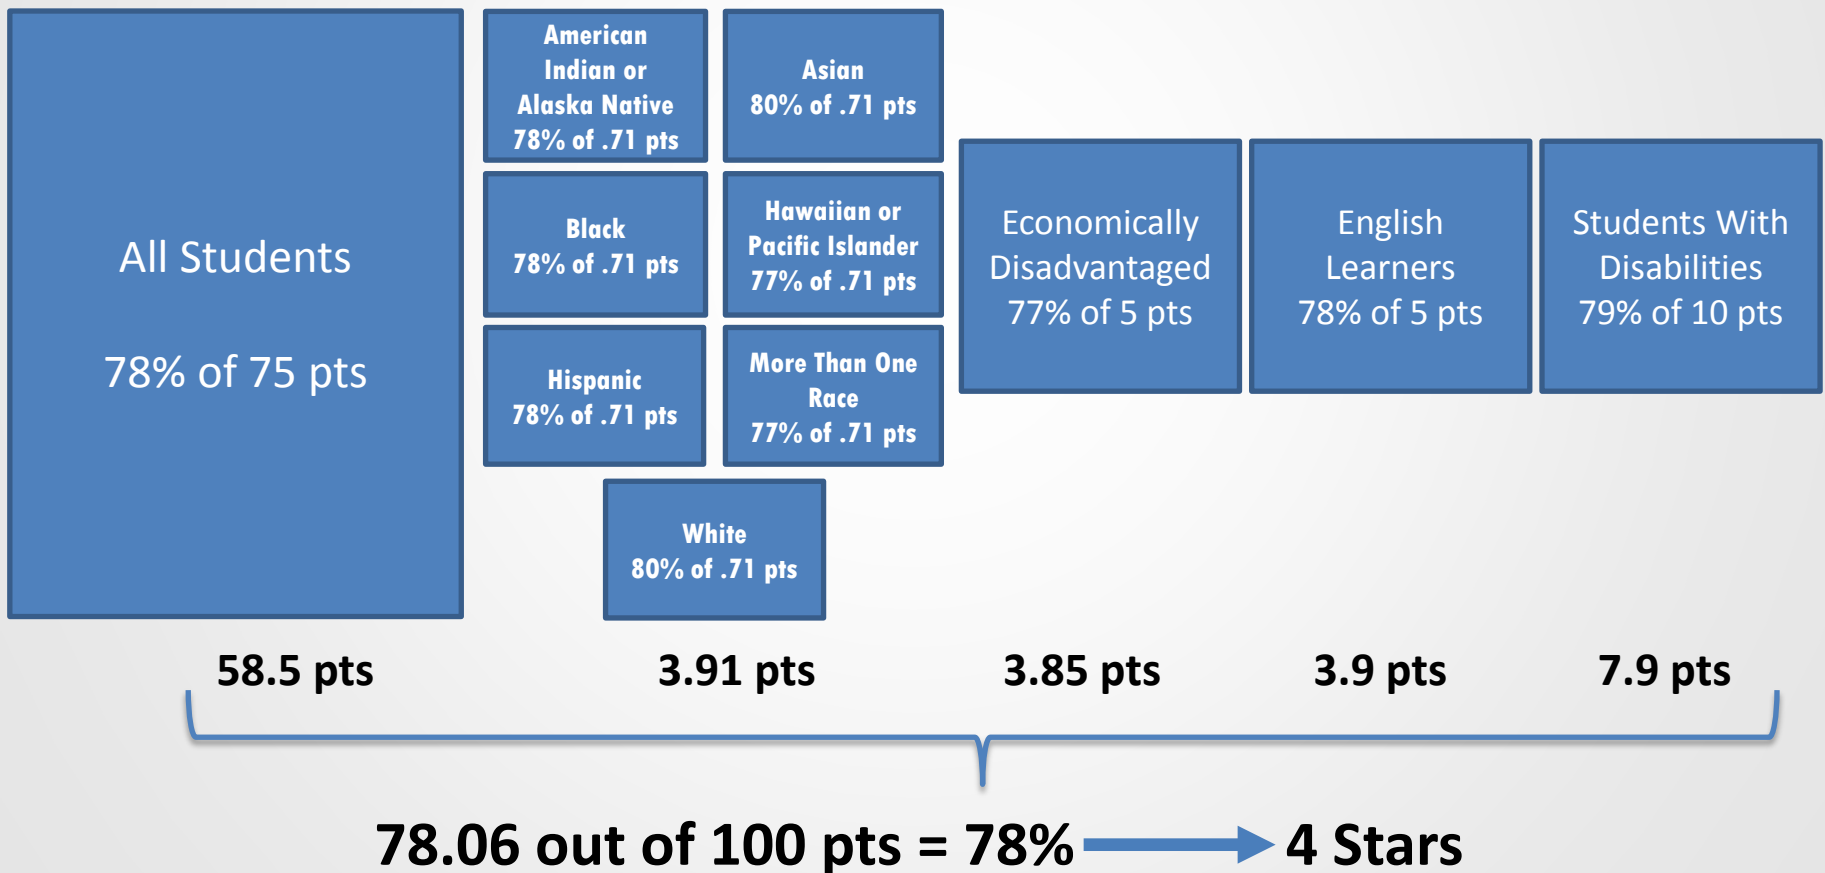 All Students
78% of 75 pts
American
Indian or
Alaska Native
78% of .71 pts
Asian
80% of .71 pts
Black
78% of .71 pts
Hawaiian or
Pacific Islander
77% of .71 pts
Hispanic
78% of .71 pts
More Than One
Race
77% of .71 pts
White
80% of .71 pts
Economically
Disadvantaged
77% of 5 pts
English
Learners
78% of 5 pts
Students With
Disabilities
79% of 10 pts
58.5 pts
3.91 pts
3.85 pts
3.9 pts
7.9 pts
78.06 out of 100 pts = 78% 4 Stars